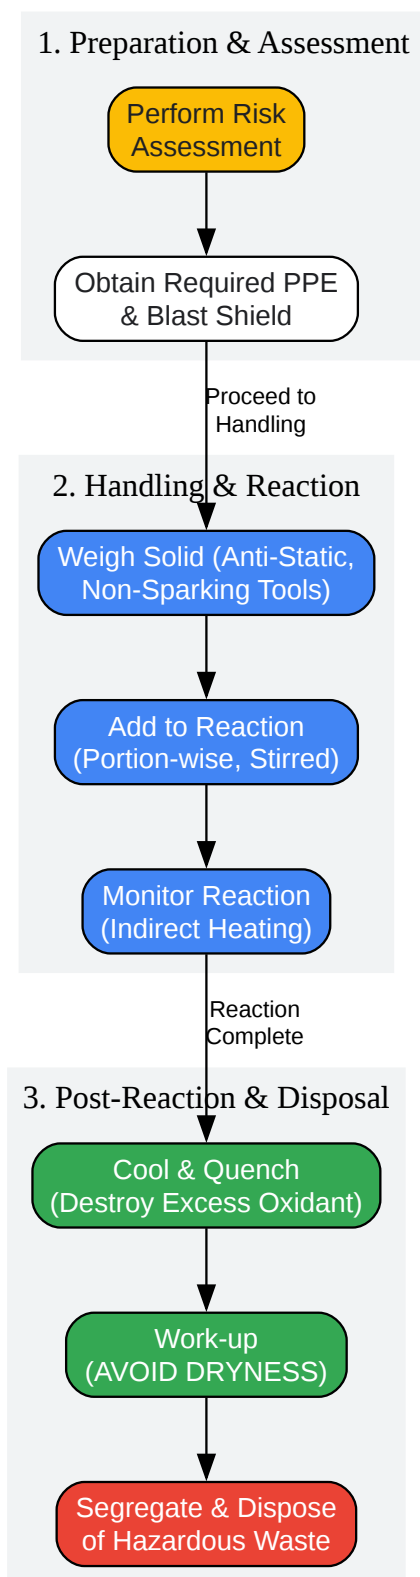 1. Preparation & Assessment
Perform Risk
Assessment
Obtain Required PPE
& Blast Shield
Proceed to
Handling
2. Handling & Reaction
Weigh Solid (Anti-Static,
Non-Sparking Tools)
Add to Reaction
(Portion-wise, Stirred)
Monitor Reaction
(Indirect Heating)
Reaction
Complete
3. Post-Reaction & Disposal
Cool & Quench
(Destroy Excess Oxidant)
Work-up
(AVOID DRYNESS)
Segregate & Dispose
of Hazardous Waste